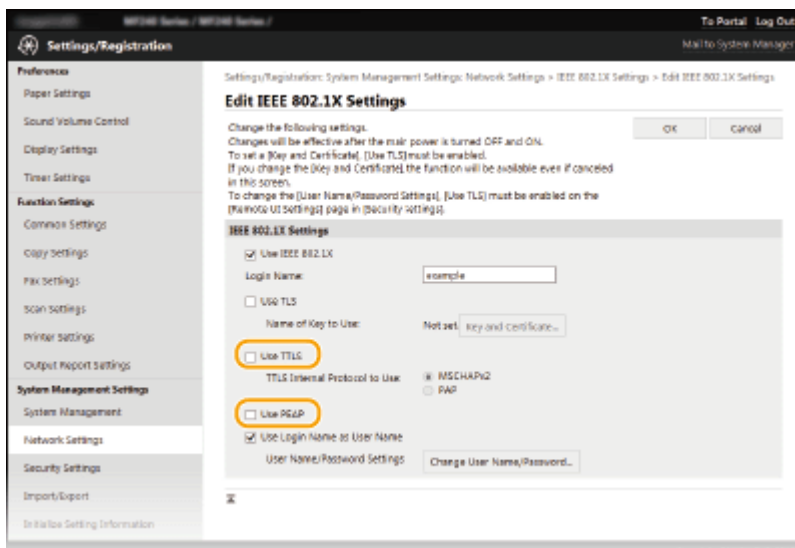 MF240 Series / MF240 Series /
To Portal Log Out
Settings/Registration
Mail to System Manager
Preferences
Paper Settings
Sound Volume Control
Display Settings
Timer Settings
Function Settings
Common Settings
Copy Settings
Fax Settings
Scan Settings
Printer Settings
Output Report Settings
System Management Settings
System Management
Network Settings
Security Settings
Import/Export
Initialize Setting Information
Settings/Registration: System Management Settings: Network Settings > IEEE 802.1X Settings > Edit IEEE 802.1X Settings
Edit IEEE 802.1X Settings
Change the following settings.
Changes will be effective after the main power is turned OFF and ON.
To set a [Key and Certificate], [Use TLS] must be enabled.
If you change the [Key and Certificate], the function will be available even if canceled
in this screen.
To change the [User Name/Password Settings], [Use TLS] must be enabled on the
[Remote UI Settings] page in [Security Settings].
OK
Cancel
IEEE 802.1X Settings
Use IEEE 802.1X
Login Name:
example
Use TLS
Name of Key to Use:
Not set
Key and Certificate...
Use TTLS
TTLS Internal Protocol to Use:
MSCHAPv2
PAP
Use PEAP
Use Login Name as User Name
User Name/Password Settings
Change User Name/Password...